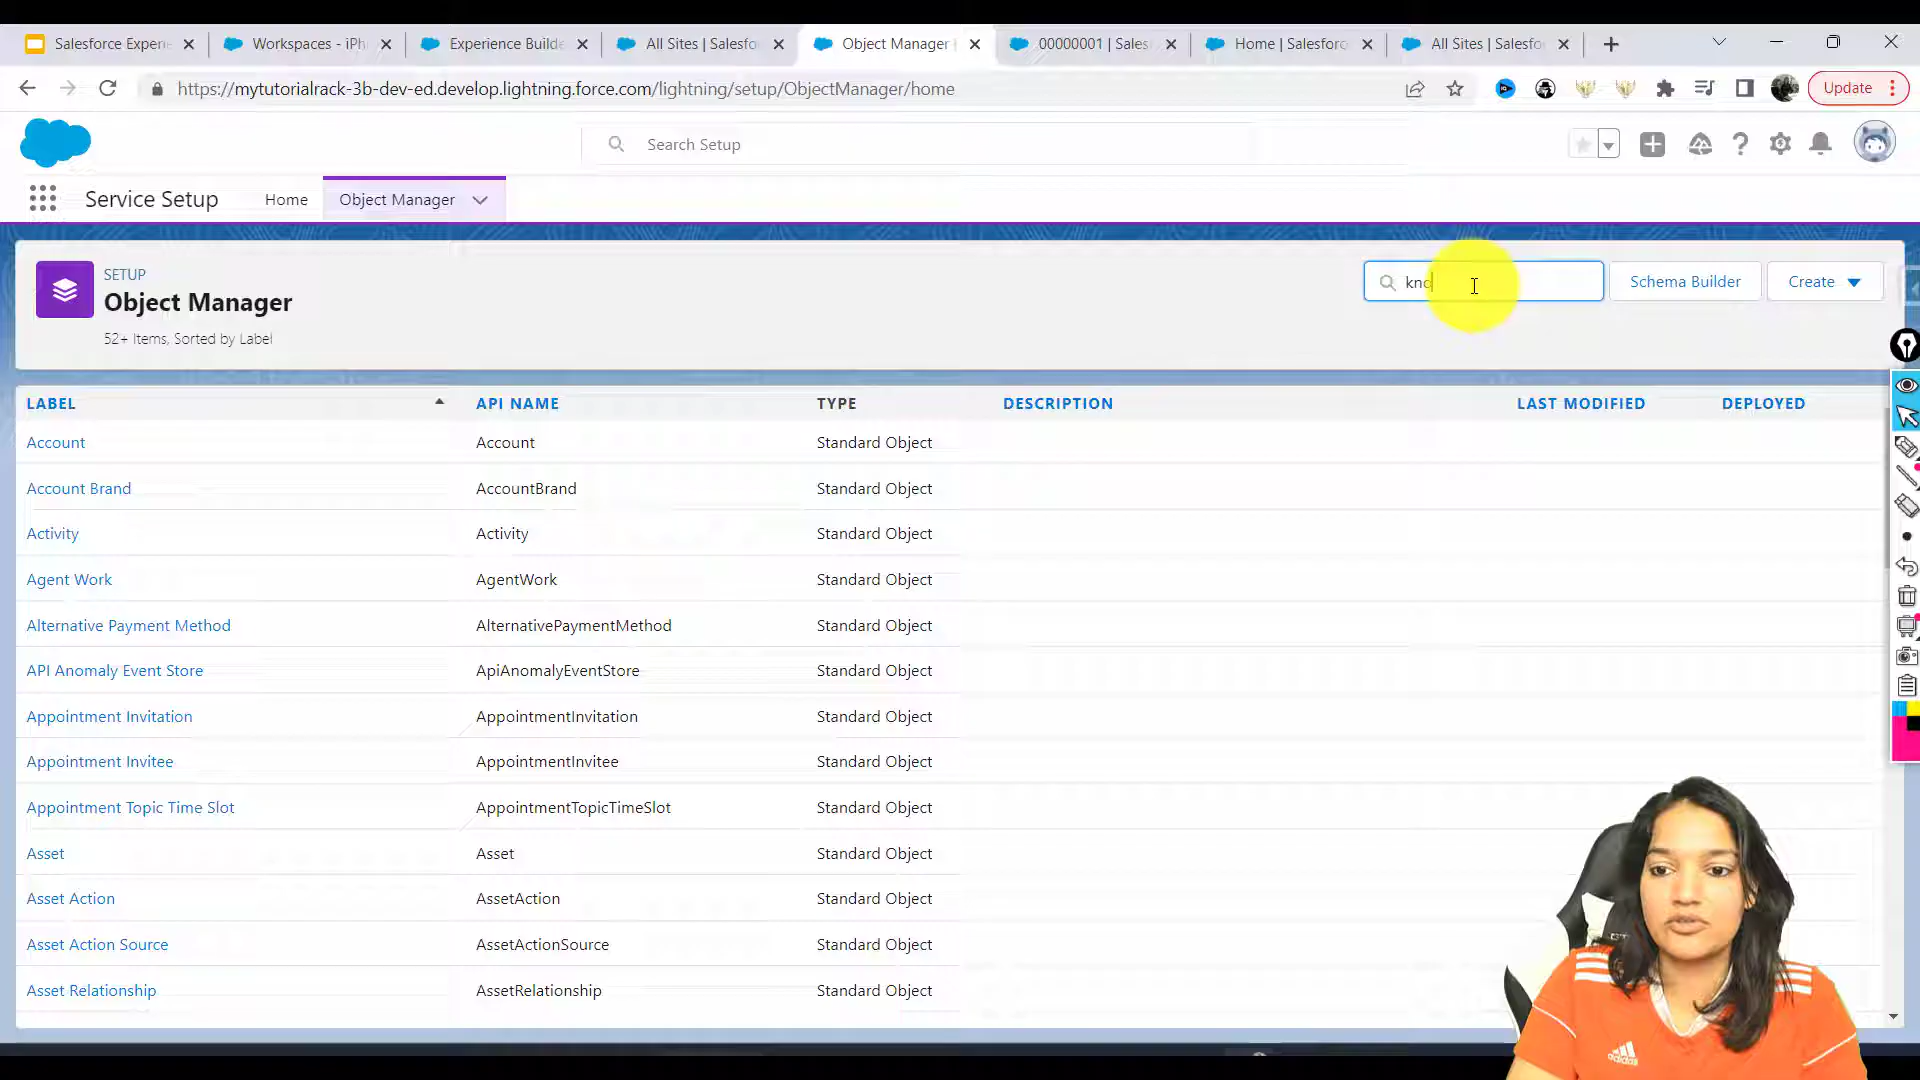 Salesforce Experi
Workspaces - iPh
Experience Builde
All Sites | Salesfo
Object Manager
00000001 | Sales
Home | Salesforc
All Sites | Salesfo
https://mytutorialrack-3b-dev-ed.develop.lightning.force.com/lightning/setup/ObjectManager/home
Update
Search Setup
Service Setup
Home
Object Manager
SETUP
Object Manager
52+ Items, Sorted by Label
kno
Schema Builder
Create
LABEL API NAME TYPE DESCRIPTION LAST MODIFIED DEPLOYED
Account Account Standard Object
Account Brand AccountBrand Standard Object
Activity Activity Standard Object
Agent Work AgentWork Standard Object
Alternative Payment Method AlternativePaymentMethod Standard Object
API Anomaly Event Store ApiAnomalyEventStore Standard Object
Appointment Invitation AppointmentInvitation Standard Object
Appointment Invitee AppointmentInvitee Standard Object
Appointment Topic Time Slot AppointmentTopicTimeSlot Standard Object
Asset Asset Standard Object
Asset Action AssetAction Standard Object
Asset Action Source AssetActionSource Standard Object
Asset Relationship AssetRelationship Standard Object
adidas